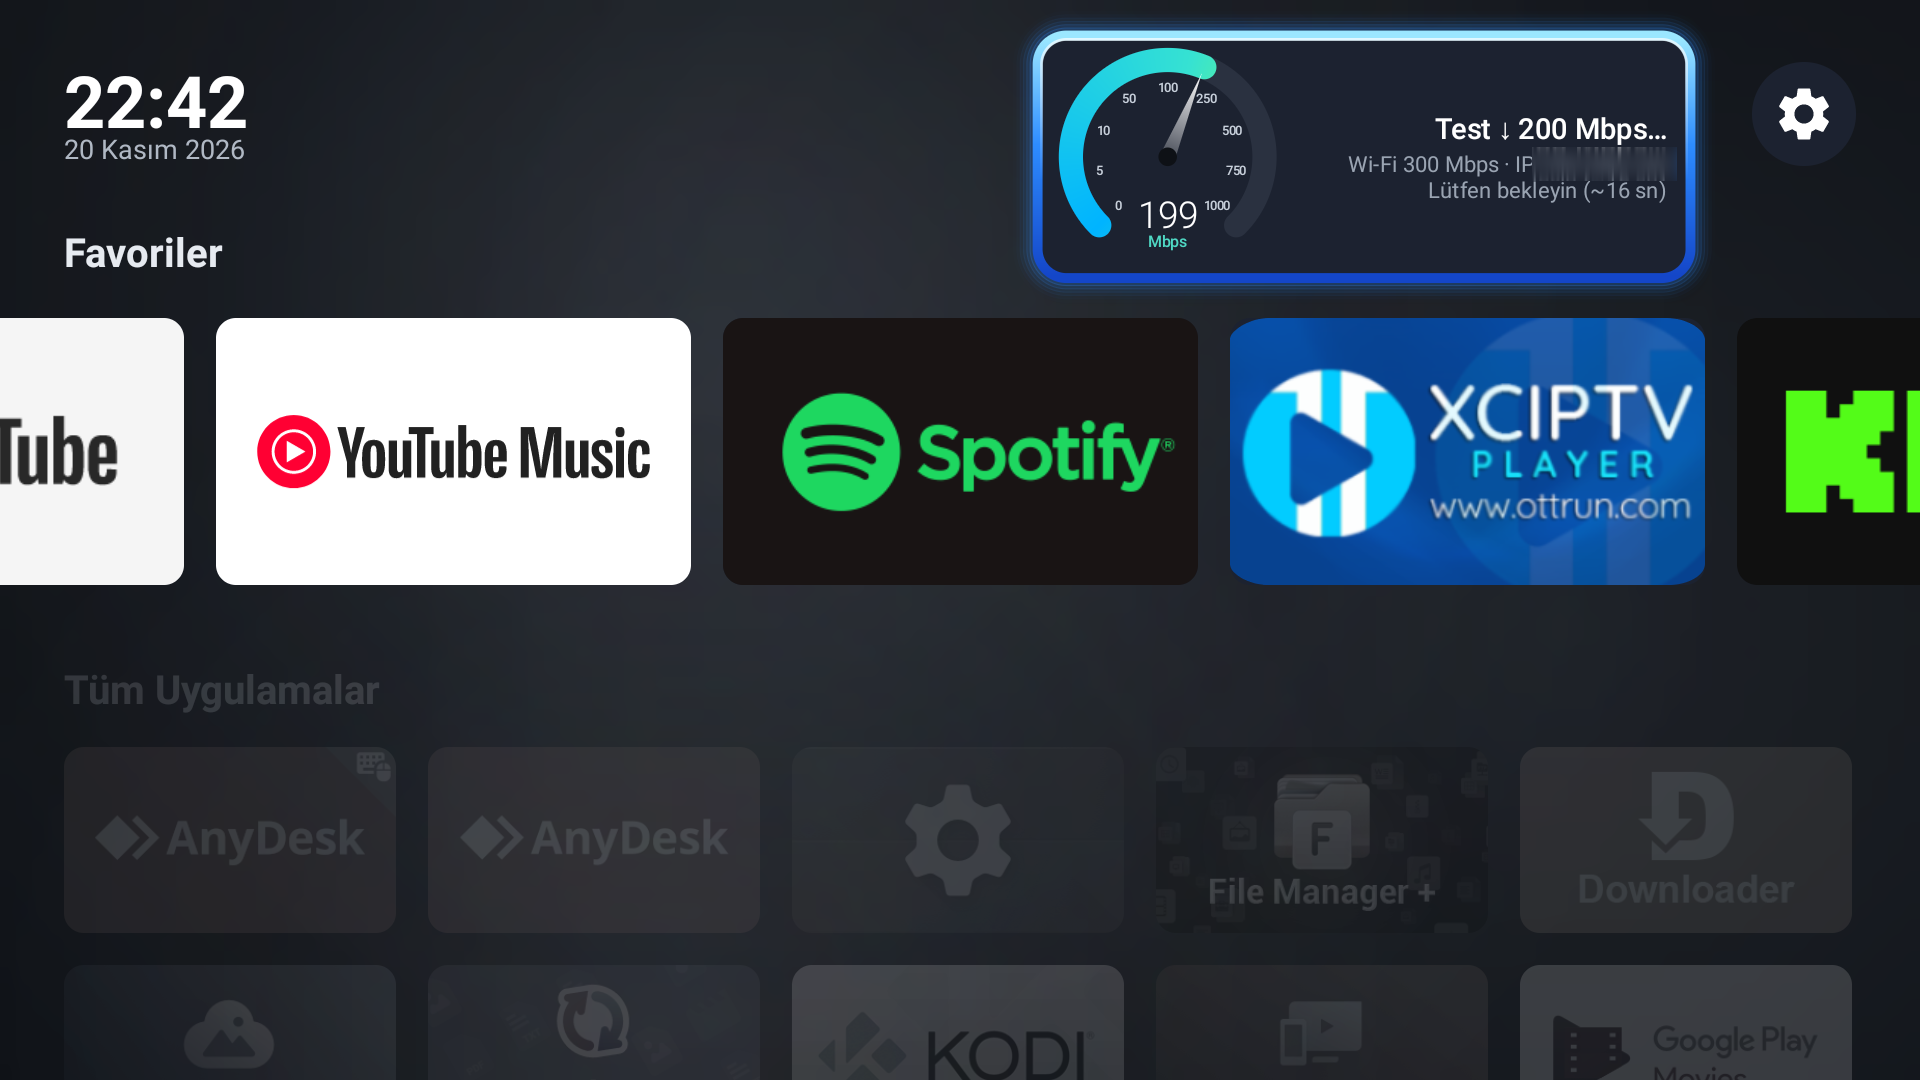 22:42
20 Kasım 2026
0
5
10
50
100
250
500
750
1000
199
Mbps
Test ↓ 200 Mbps...
Wi-Fi 300 Mbps · IP
Lütfen bekleyin (~16 sn)
Favoriler
Tube
YouTube Music
Spotify®
XCIPTV
PLAYER
www.ottrun.com
Tüm Uygulamalar
AnyDesk
AnyDesk
F
File Manager +
Downloader
KODI
Google Play
Movies